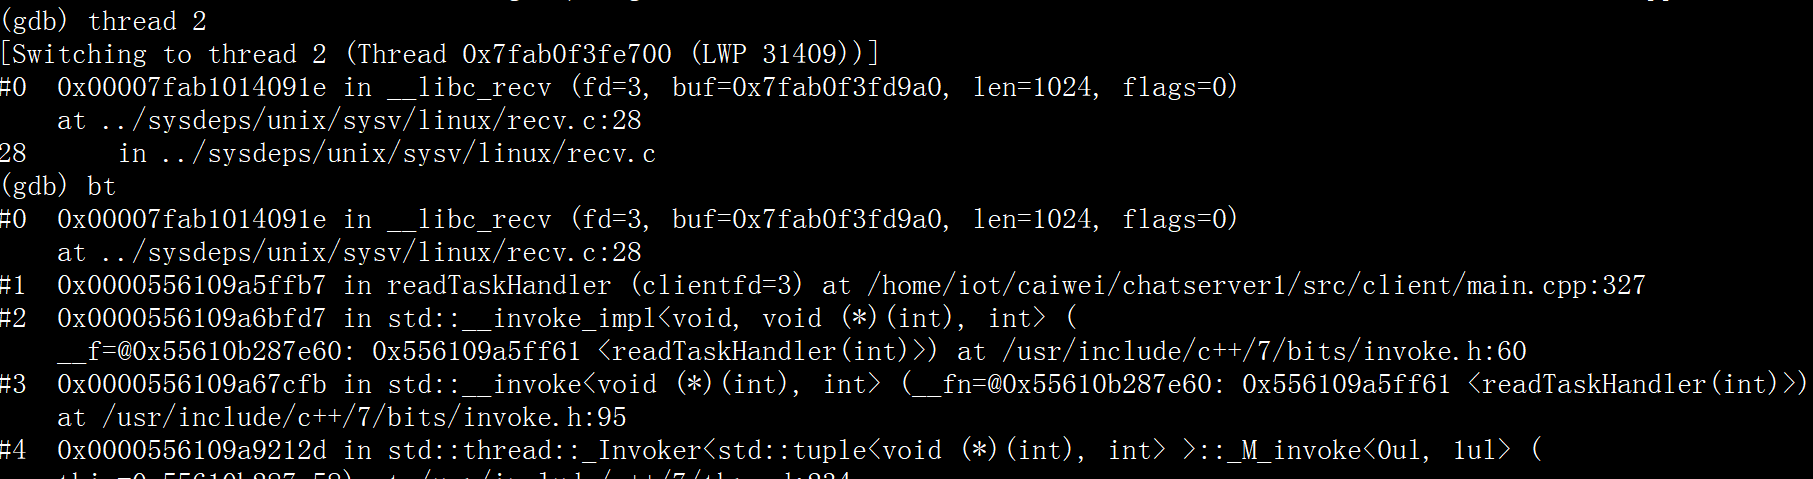 (gdb) thread 2
[Switching to thread 2 (Thread 0x7fab0f3fe700 (LWP 31409))]
#0  0x00007fab1014091e in __libc_recv (fd=3, buf=0x7fab0f3fd9a0, len=1024, flags=0)
    at ../sysdeps/unix/sysv/linux/recv.c:28
28      in ../sysdeps/unix/sysv/linux/recv.c
(gdb) bt
#0  0x00007fab1014091e in __libc_recv (fd=3, buf=0x7fab0f3fd9a0, len=1024, flags=0)
    at ../sysdeps/unix/sysv/linux/recv.c:28
#1  0x0000556109a5ffb7 in readTaskHandler (clientfd=3) at /home/iot/caiwei/chatserver1/src/client/main.cpp:327
#2  0x0000556109a6bfd7 in std::__invoke_impl<void, void (*)(int), int> (
    __f=@0x55610b287e60: 0x556109a5ff61 <readTaskHandler(int)>) at /usr/include/c++/7/bits/invoke.h:60
#3  0x0000556109a67cfb in std::__invoke<void (*)(int), int> (__fn=@0x55610b287e60: 0x556109a5ff61 <readTaskHandler(int)>)
    at /usr/include/c++/7/bits/invoke.h:95
#4  0x0000556109a9212d in std::thread::_Invoker<std::tuple<void (*)(int), int> >::_M_invoke<0ul, 1ul> (